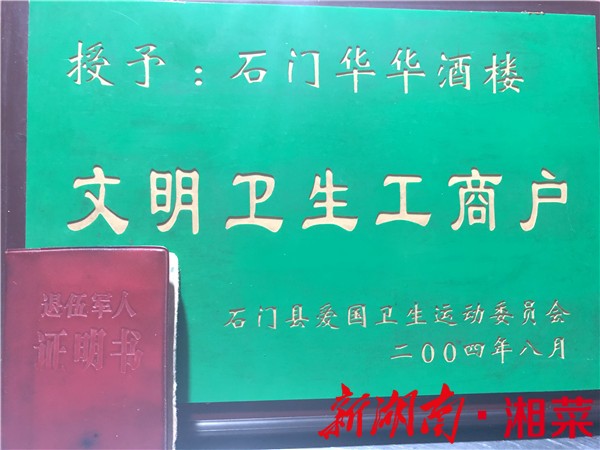 授予：石门华华酒楼
文明卫生工商户
石门县爱国卫生运动委员会
二〇〇四年八月
退伍军人
证明书
新湖南·湘菜